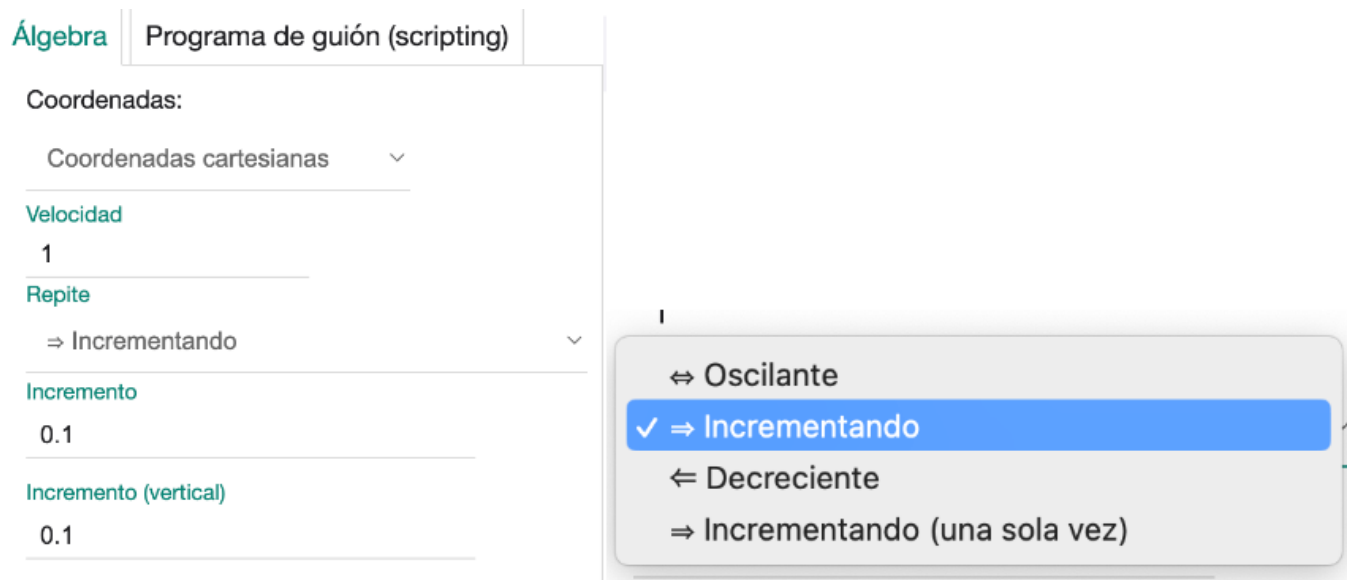 Álgebra Programa de guión (scripting)
Coordenadas:
Coordenadas cartesianas
Velocidad
1
Repite
⇒ Incrementando
Incremento
0.1
Incremento (vertical)
0.1
⇔ Oscilante
✓ ⇒ Incrementando
⇐ Decreciente
⇒ Incrementando (una sola vez)